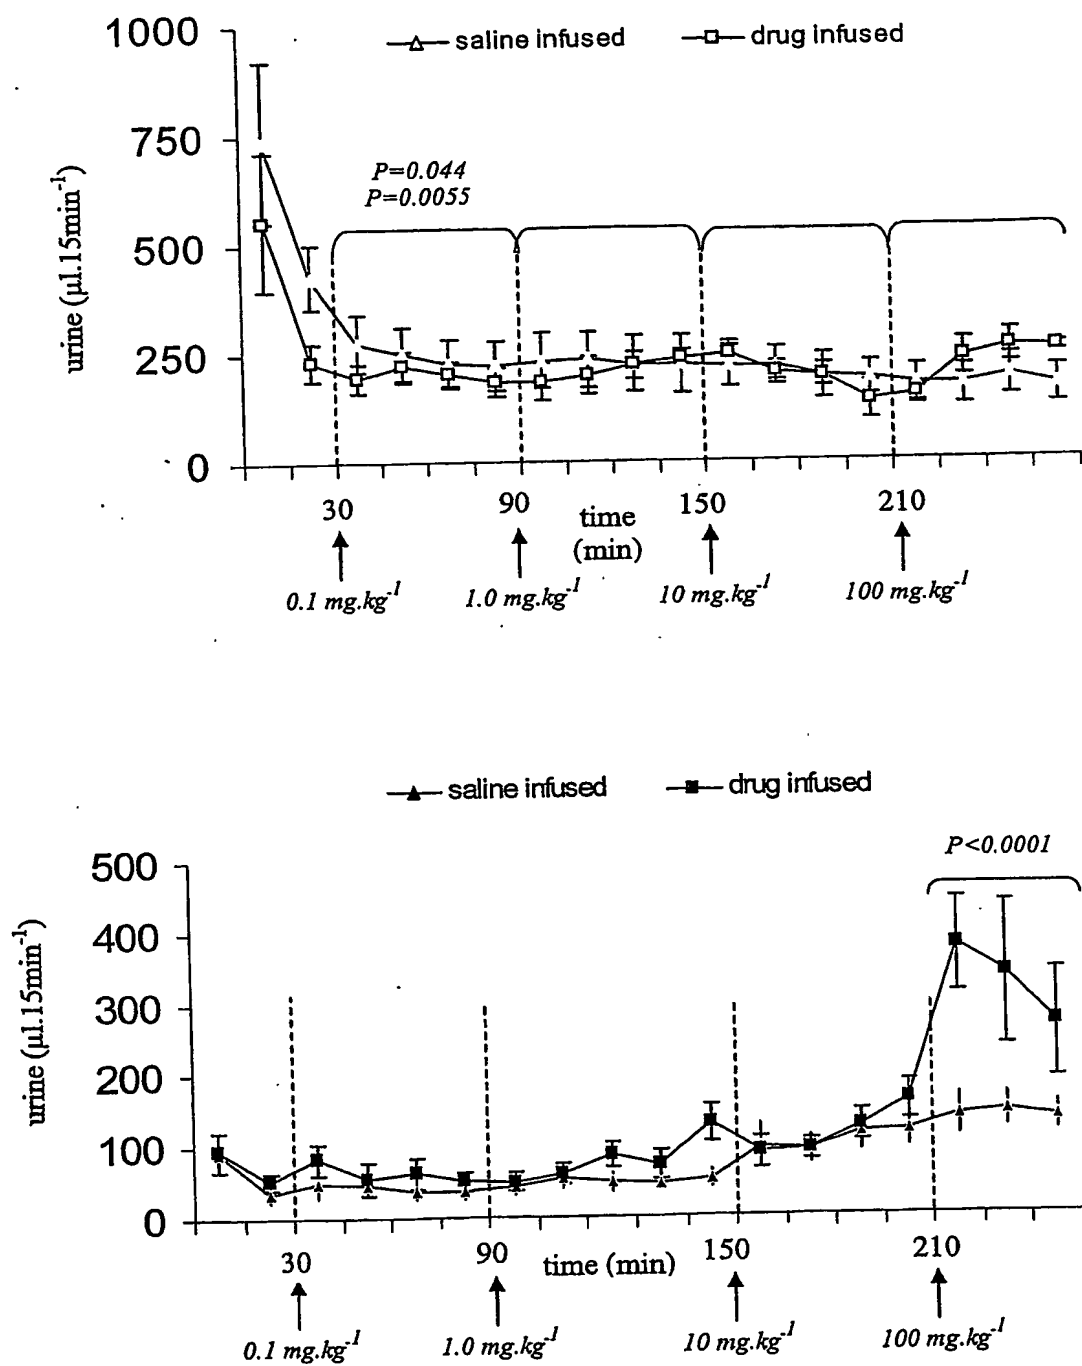 1000
saline infused
drug infused
750
P=0.044
P=0.0055
urine (µl.15min⁻¹)
500
250
0
30
90
150
210
time
(min)
0.1 mg.kg⁻¹
1.0 mg.kg⁻¹
10 mg.kg⁻¹
100 mg.kg⁻¹
saline infused
drug infused
P<0.0001
500
400
300
urine (µl.15min⁻¹)
200
100
0
30
90
150
210
time (min)
0.1 mg.kg⁻¹
1.0 mg.kg⁻¹
10 mg.kg⁻¹
100 mg.kg⁻¹